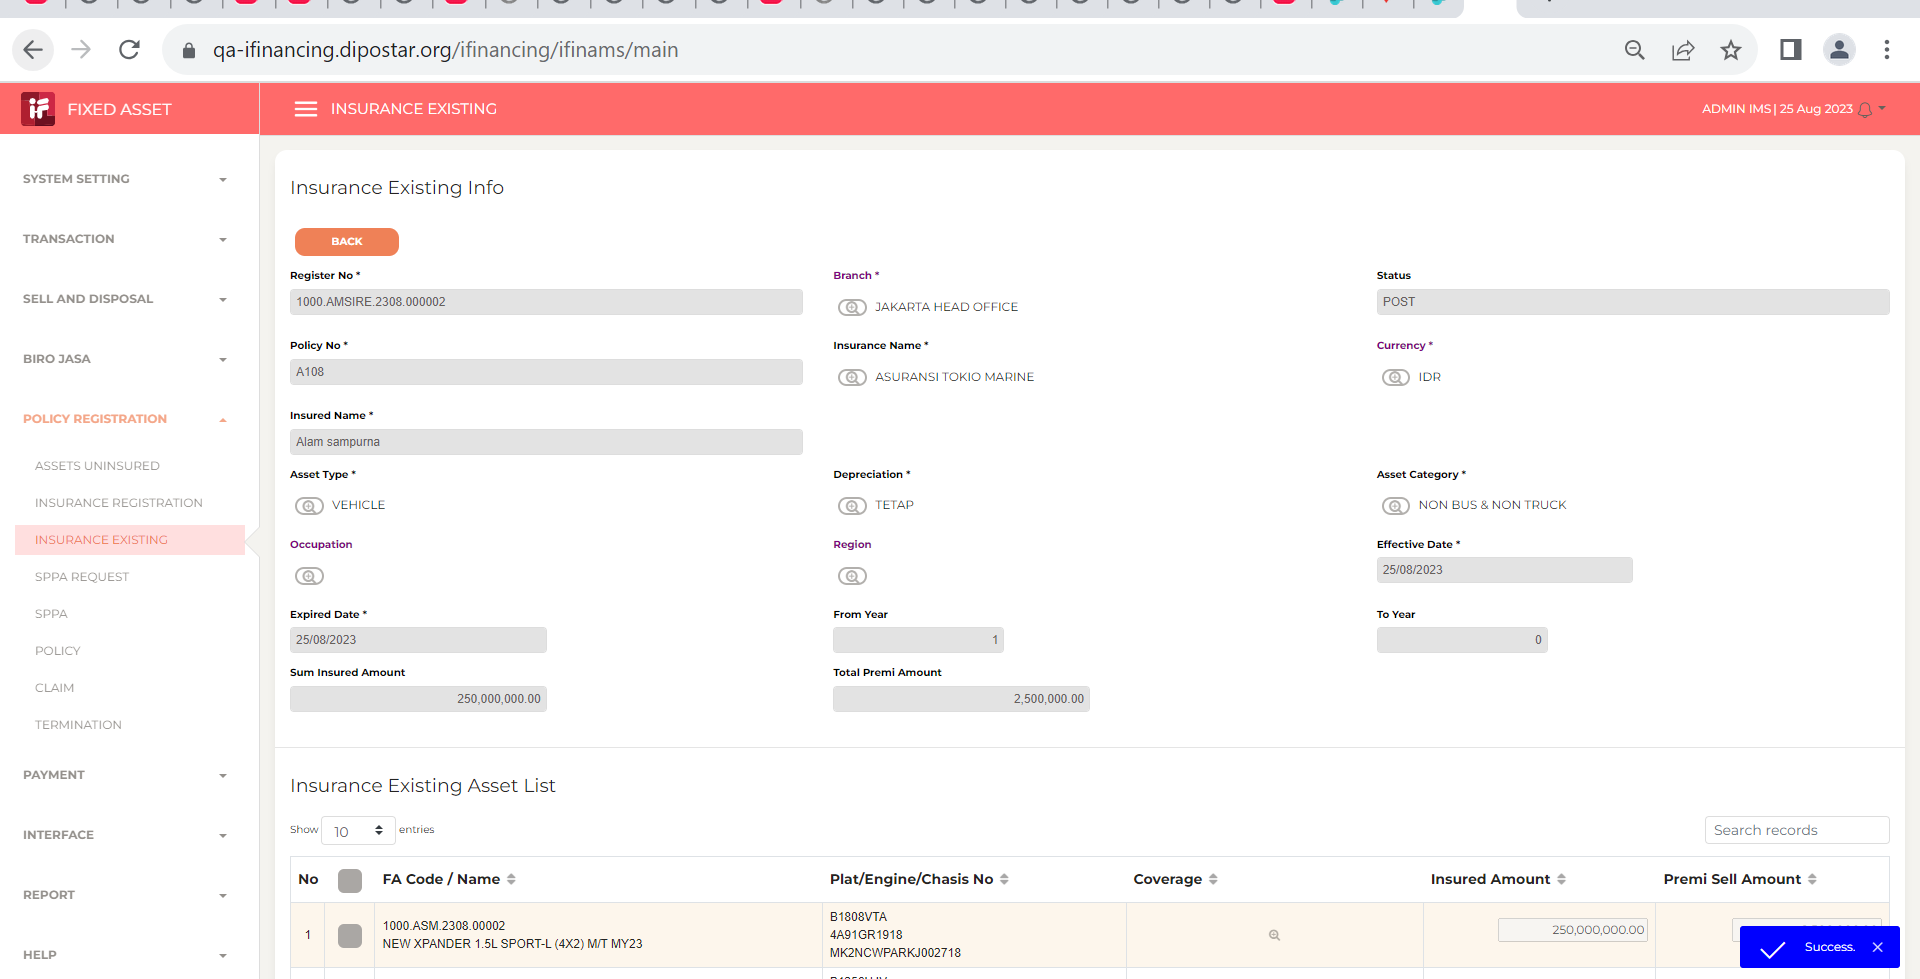 qa-ifinancing.dipostar.org/ifinancing/ifinams/main
iF FIXED ASSET
INSURANCE EXISTING
ADMIN IMS | 25 Aug 2023
SYSTEM SETTING
TRANSACTION
SELL AND DISPOSAL
BIRO JASA
POLICY REGISTRATION
ASSETS UNINSURED
INSURANCE REGISTRATION
INSURANCE EXISTING
SPPA REQUEST
SPPA
POLICY
CLAIM
TERMINATION
PAYMENT
INTERFACE
REPORT
HELP
Insurance Existing Info
BACK
Register No *
1000.AMSIRE.2308.000002
Branch *
JAKARTA HEAD OFFICE
Status
POST
Policy No *
A108
Insurance Name *
ASURANSI TOKIO MARINE
Currency *
IDR
Insured Name *
Alam sampurna
Asset Type *
VEHICLE
Depreciation *
TETAP
Asset Category *
NON BUS & NON TRUCK
Occupation
Region
Effective Date *
25/08/2023
Expired Date *
25/08/2023
From Year
1
To Year
0
Sum Insured Amount
250,000,000.00
Total Premi Amount
2,500,000.00
Insurance Existing Asset List
Show 10 entries
Search records
No FA Code / Name Plat/Engine/Chasis No Coverage Insured Amount Premi Sell Amount
1
1000.ASM.2308.00002
NEW XPANDER 1.5L SPORT-L (4X2) M/T MY23
B1808VTA
4A91GR1918
MK2NCWPARKJ002718
250,000,000.00
Success.